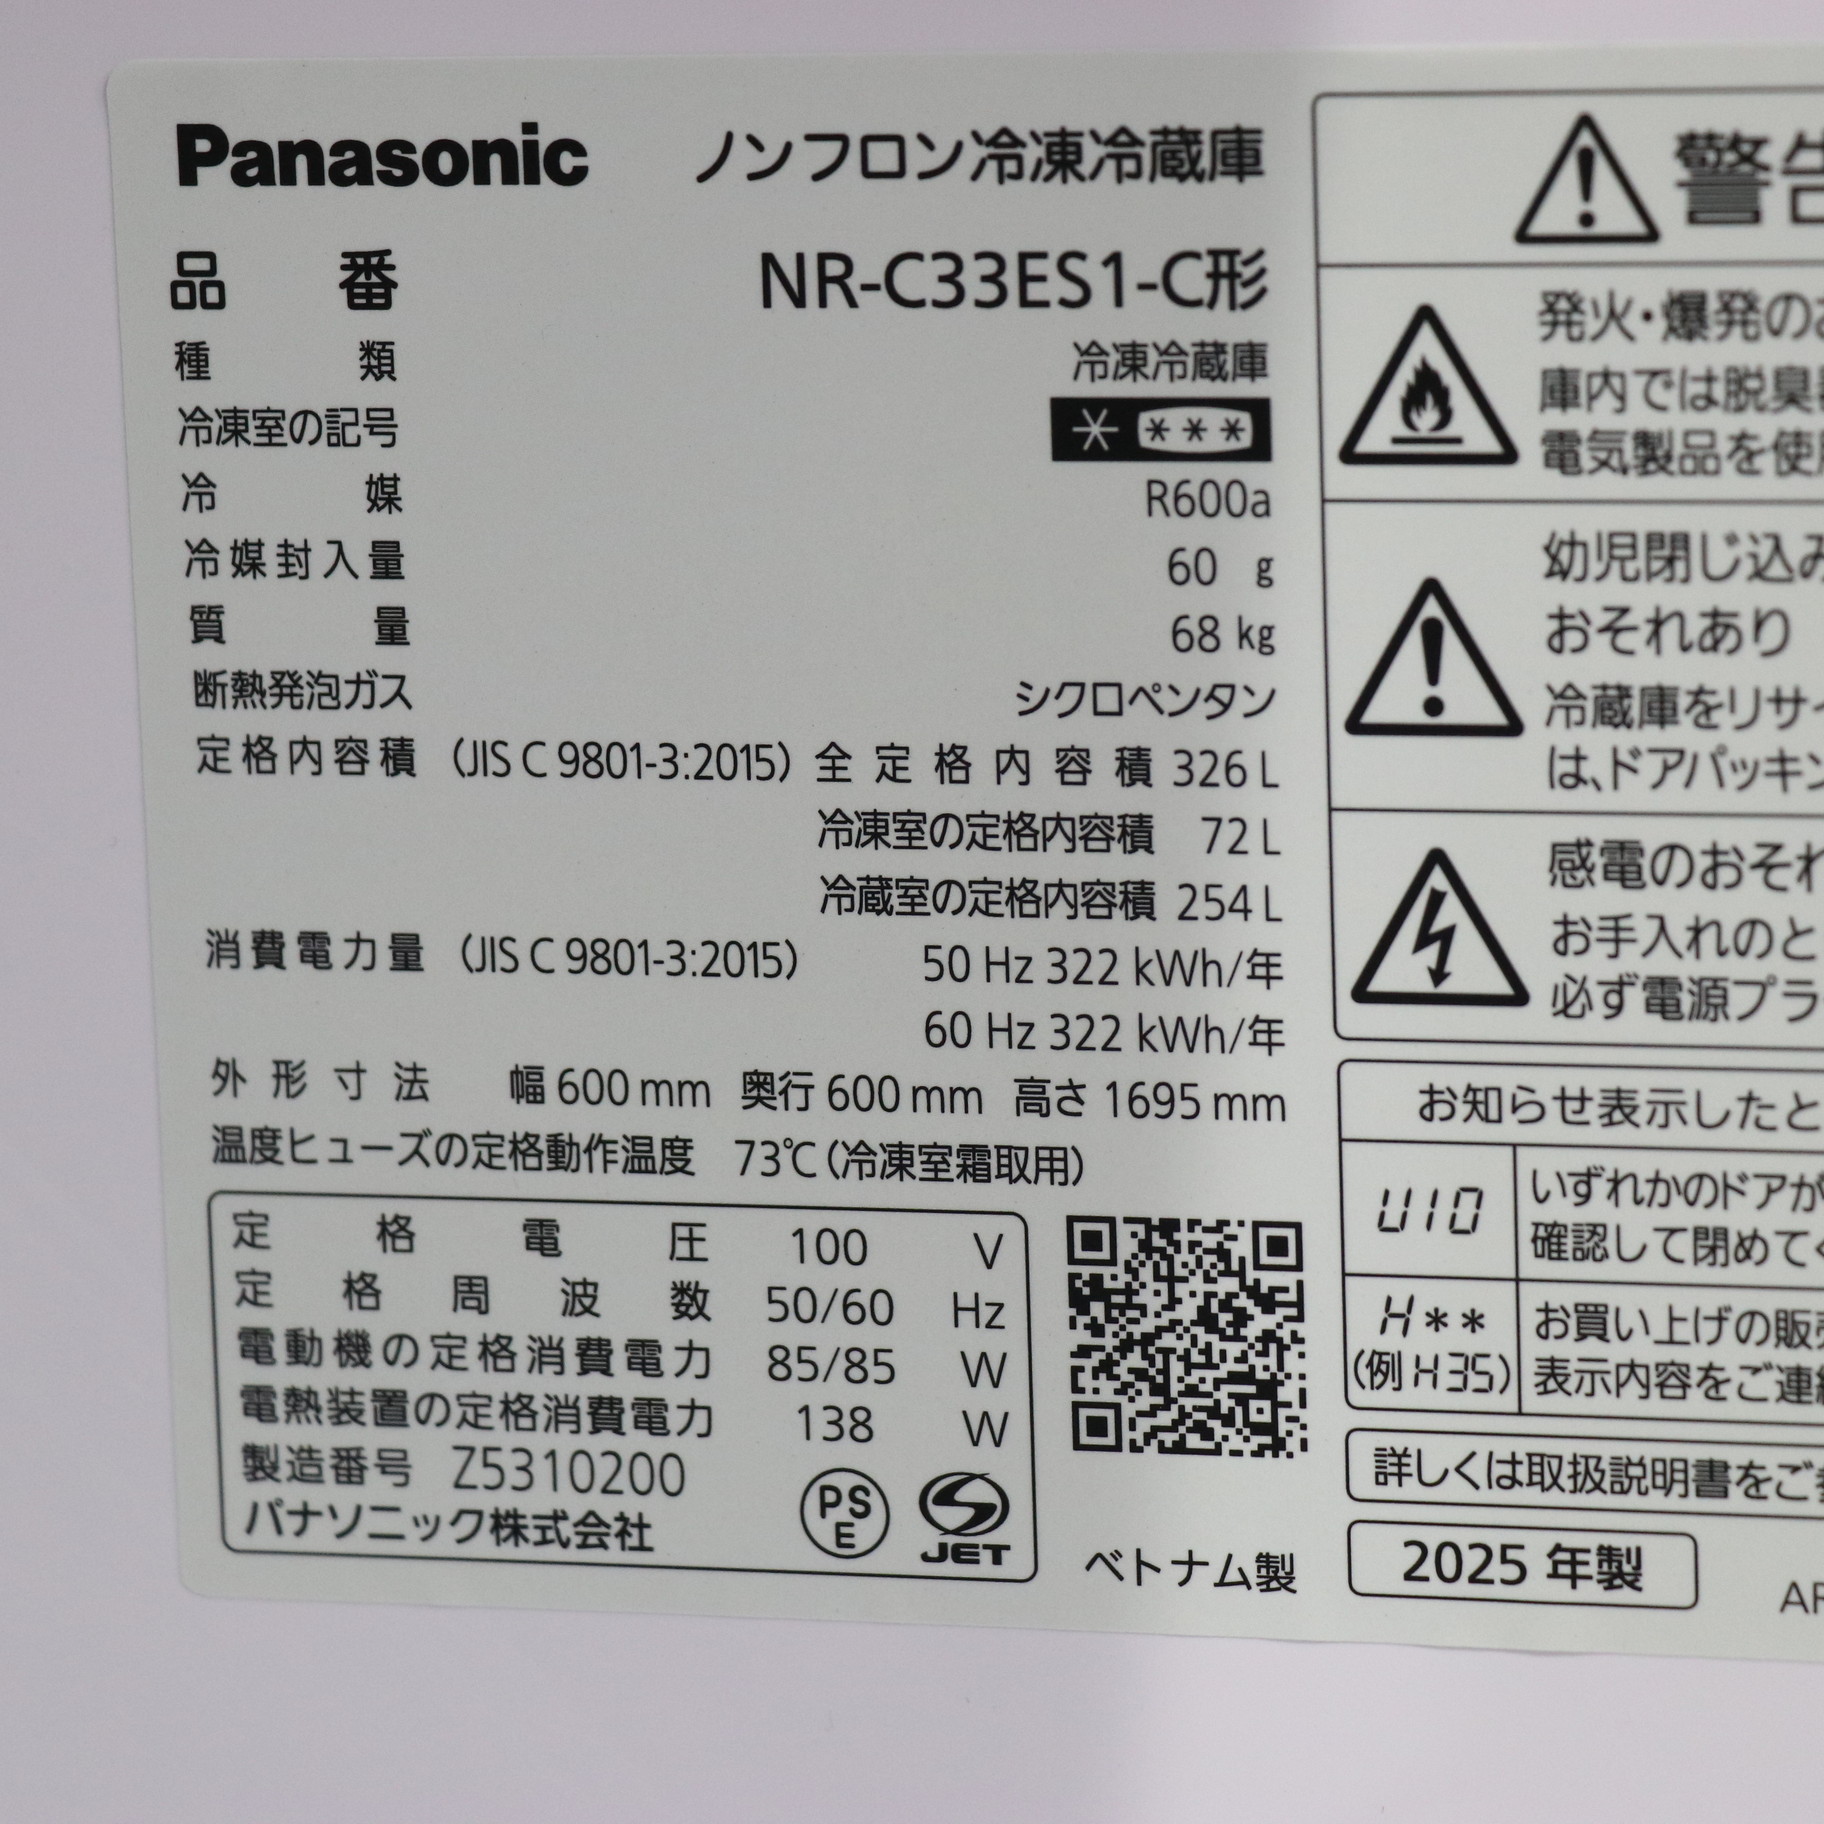 Panasonic ノンフロン冷凍冷蔵庫
品番 NR-C33ES1-C形
種類 冷凍冷蔵庫
冷凍室の記号
冷媒 R600a
冷媒封入量 60 g
質量 68 kg
断熱発泡ガス シクロペンタン
定格内容積 (JIS C 9801-3:2015) 全定格内容積 326 L
冷凍室の定格内容積 72 L
冷蔵室の定格内容積 254 L
消費電力量 (JIS C 9801-3:2015) 50 Hz 322 kWh/年
60 Hz 322 kWh/年
外形寸法 幅 600 mm 奥行 600 mm 高さ 1695 mm
温度ヒューズの定格動作温度 73℃(冷凍室霜取用)
定格電圧 100 V
定格周波数 50/60 Hz
電動機の定格消費電力 85/85 W
電熱装置の定格消費電力 138 W
製造番号 Z5310200
パナソニック株式会社
PS
E
JET
ベトナム製
警告
発火・爆発のお
庫内では脱臭器
電気製品を使用
幼児閉じ込み
おそれあり
冷蔵庫をリサイ
は、ドアパッキン
感電のおそれ
お手入れのと
必ず電源プラ
お知らせ表示したと
U10 いずれかのドアが
確認して閉めてく
H** お買い上げの販売
(例 H35) 表示内容をご連絡
詳しくは取扱説明書をご参
2025 年製